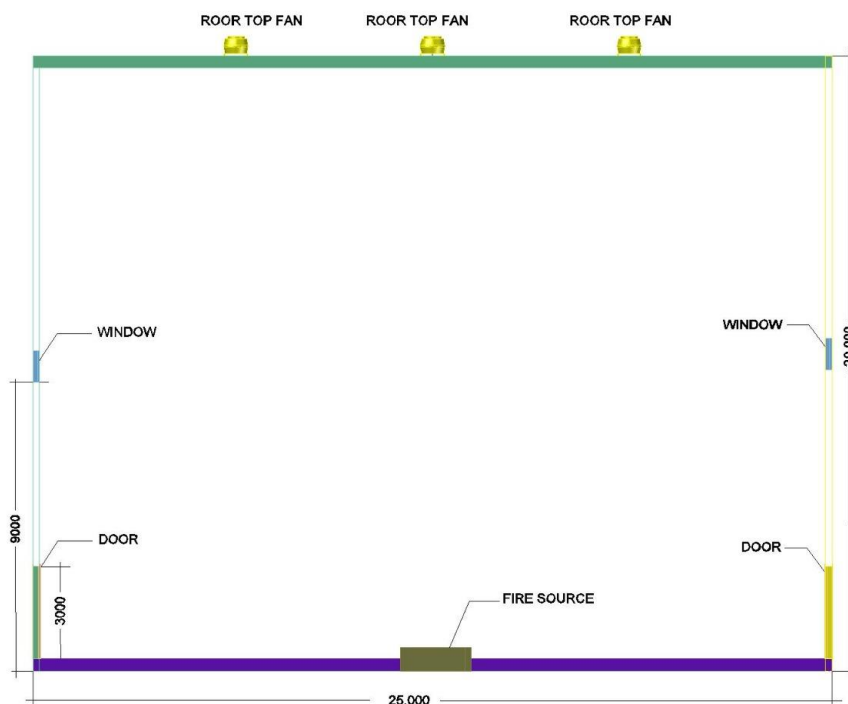 ROOR TOP FAN
ROOR TOP FAN
ROOR TOP FAN
WINDOW
WINDOW
9000
DOOR
DOOR
3000
FIRE SOURCE
25.000